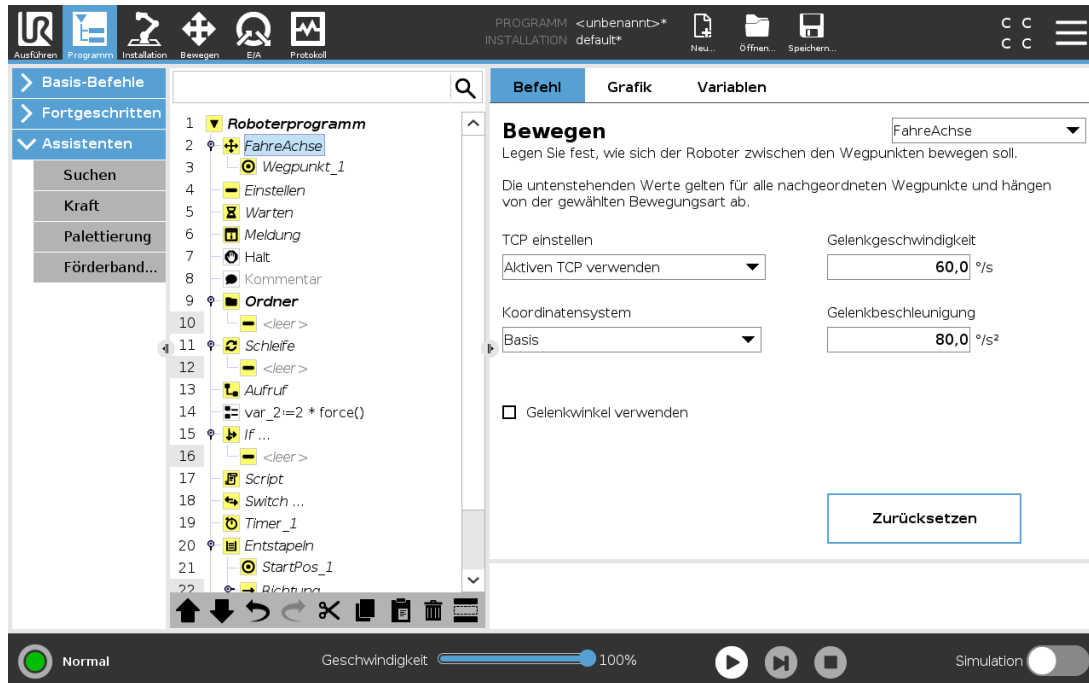 UR
PROGRAMM <unbenannt>*
INSTALLATION default*
Ausführen Programm Installation Bewegen E/A Protokoll
Neu... Öffnen... Speichern...
C C
C C
Basis-Befehle
Fortgeschritten
Assistenten
Suchen
Kraft
Palettierung
Förderband...
1 Roboterprogramm
2 FahreAchse
3 Wegpunkt_1
4 Einstellen
5 Warten
6 Meldung
7 Halt
8 Kommentar
9 Ordner
10 <leer>
11 Schleife
12 <leer>
13 Aufruf
14 var_2:=2 * force()
15 If ...
16 <leer>
17 Script
18 Switch ...
19 Timer_1
20 Entstapeln
21 StartPos_1
22 Richtung
Befehl Grafik Variablen
Bewegen
FahreAchse
Legen Sie fest, wie sich der Roboter zwischen den Wegpunkten bewegen soll.
Die untenstehenden Werte gelten für alle nachgeordneten Wegpunkte und hängen
von der gewählten Bewegungsart ab.
TCP einstellen
Aktiven TCP verwenden
Gelenkgeschwindigkeit
60,0 °/s
Koordinatensystem
Basis
Gelenkbeschleunigung
80,0 °/s²
Gelenkwinkel verwenden
Zurücksetzen
Normal
Geschwindigkeit 100%
Simulation